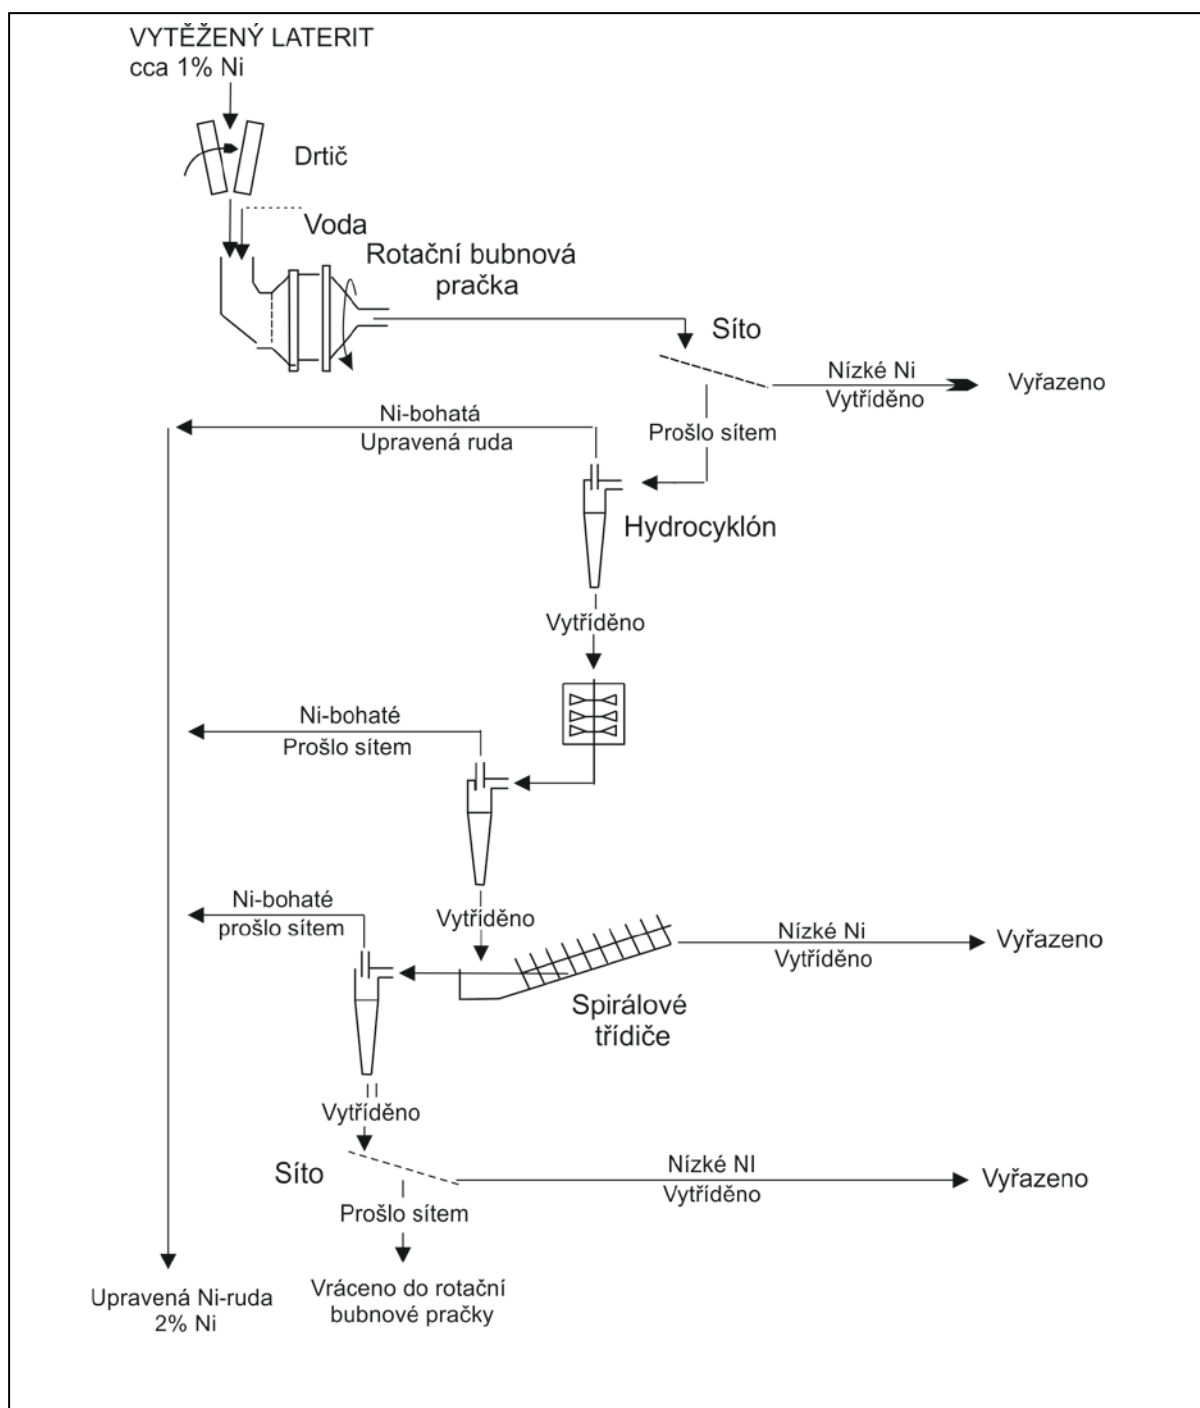 VYTĚŽENÝ LATERIT
cca 1% Ni
Drtič
Voda
Rotační bubnová
pračka
Síto
Nízké Ni
Vytříděno
Vyřazeno
Ni-bohatá
Upravená ruda
Prošlo sítem
Hydrocyklón
Vytříděno
Ni-bohaté
Prošlo sítem
Ni-bohaté
prošlo sítem
Vytříděno
Nízké Ni
Vytříděno
Vyřazeno
Spirálové
třídiče
Vytříděno
Síto
Nízké NI
Vytříděno
Vyřazeno
Prošlo sítem
Upravená Ni-ruda
2% Ni
Vráceno do rotační
bubnové pračky